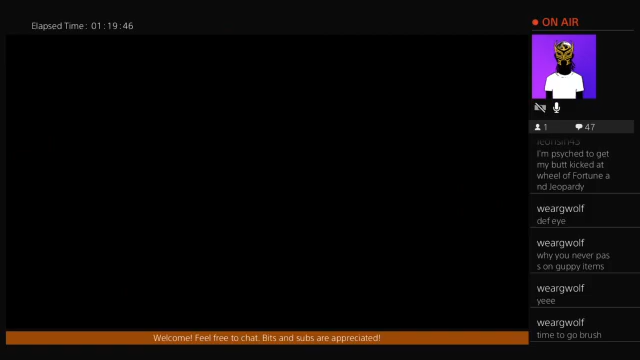 Elapsed Time : 01:19:46
ON AIR
1 47
I'm psyched to get
my butt kicked at
wheel of Fortune a
nd Jeopardy
weargwolf
def eye
weargwolf
why you never pas
s on guppy items
weargwolf
yeee
weargwolf
time to go brush
Welcome! Feel free to chat. Bits and subs are appreciated!